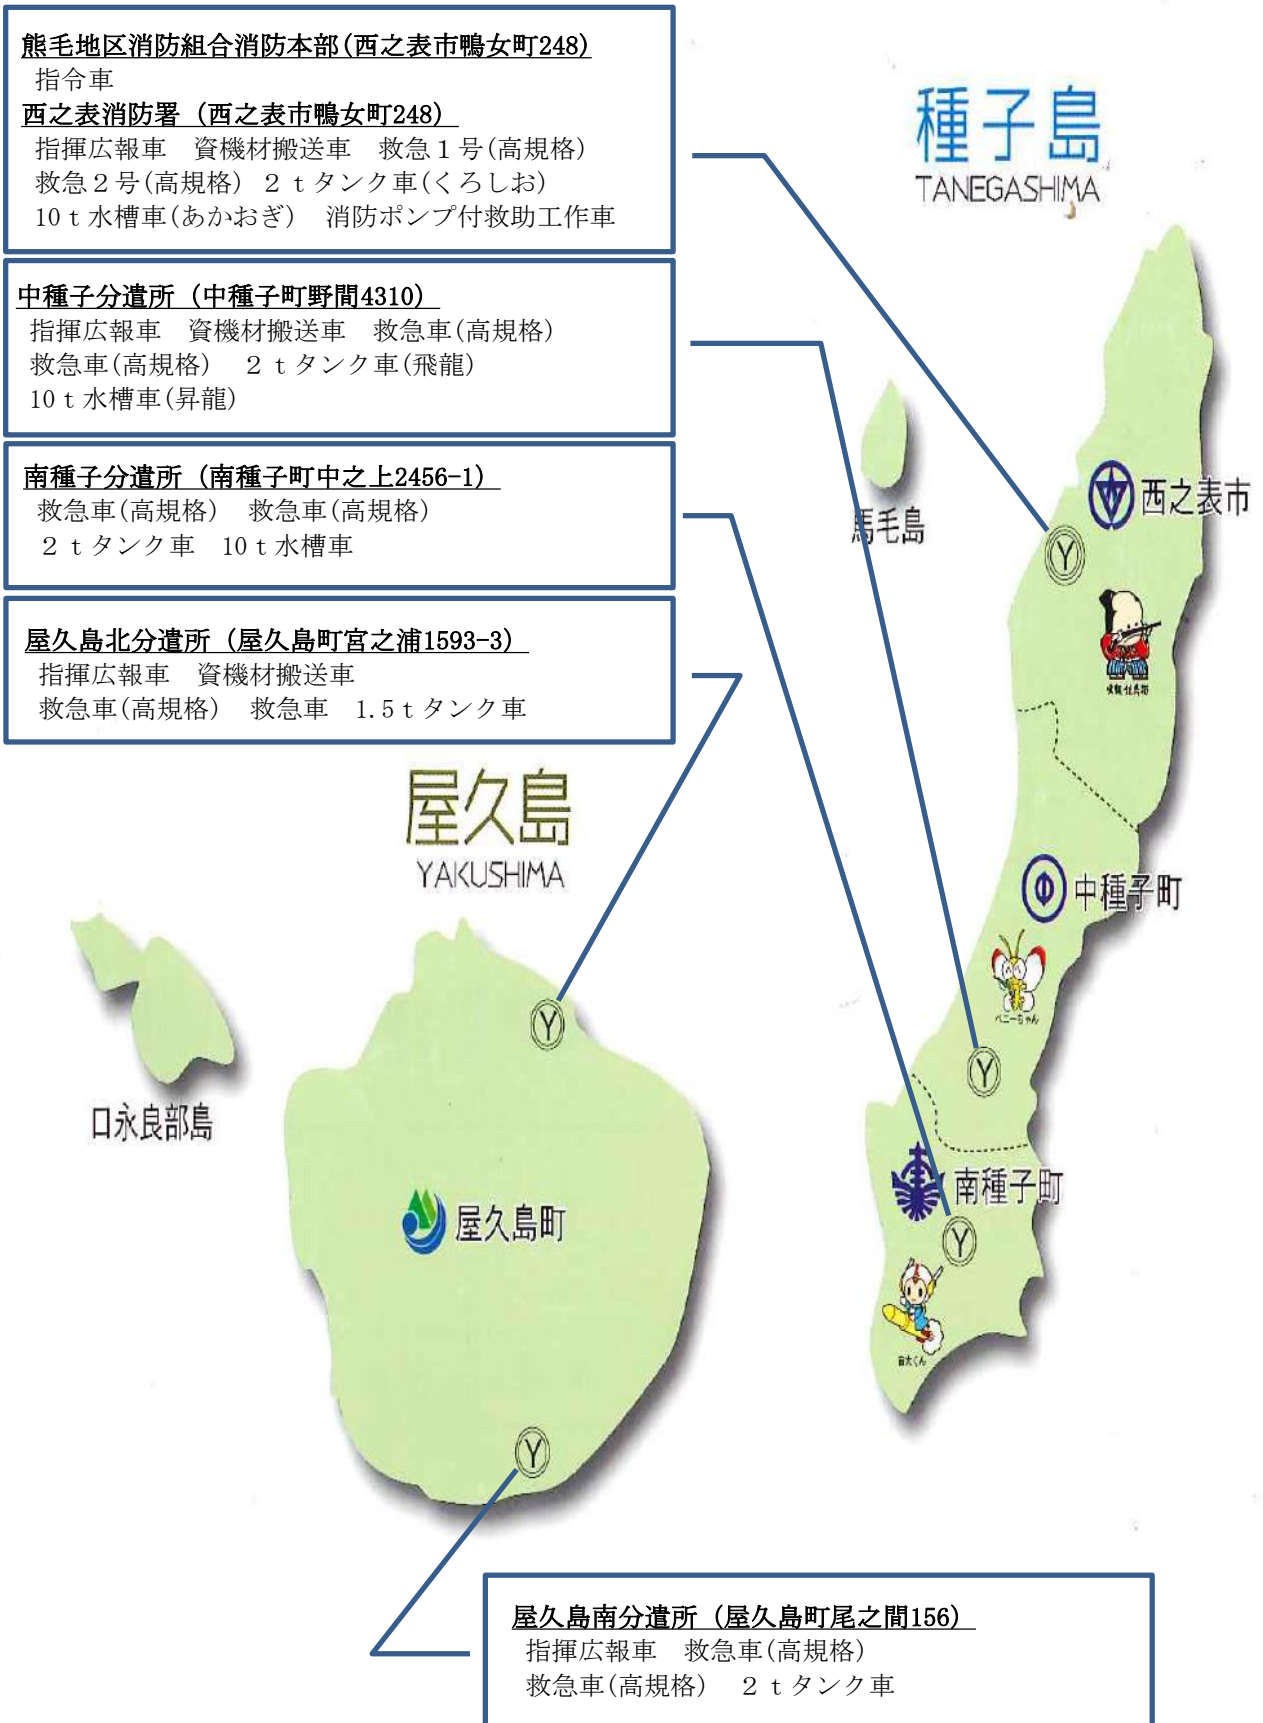 熊毛地区消防組合消防本部(西之表市鴨女町248)
指令車
西之表消防署（西之表市鴨女町248）
指揮広報車　資機材搬送車　救急１号(高規格)
救急２号(高規格)　２ｔタンク車(くろしお)
10ｔ水槽車(あかおぎ)　消防ポンプ付救助工作車
種子島
TANEGASHIMA
中種子分遣所（中種子町野間4310）
指揮広報車　資機材搬送車　救急車(高規格)
救急車(高規格)　２ｔタンク車(飛龍)
10ｔ水槽車(昇龍)
南種子分遣所（南種子町中之上2456-1）
救急車(高規格)　救急車(高規格)
２ｔタンク車　10ｔ水槽車
馬毛島
西之表市
Y
屋久島北分遣所（屋久島町宮之浦1593-3）
指揮広報車　資機材搬送車
救急車(高規格)　救急車　1.5ｔタンク車
屋久島
YAKUSHIMA
中種子町
ベニーちゃん
Y
Y
口永良部島
南種子町
屋久島町
Y
宙太くん
Y
屋久島南分遣所（屋久島町尾之間156）
指揮広報車　救急車(高規格)
救急車(高規格)　２ｔタンク車